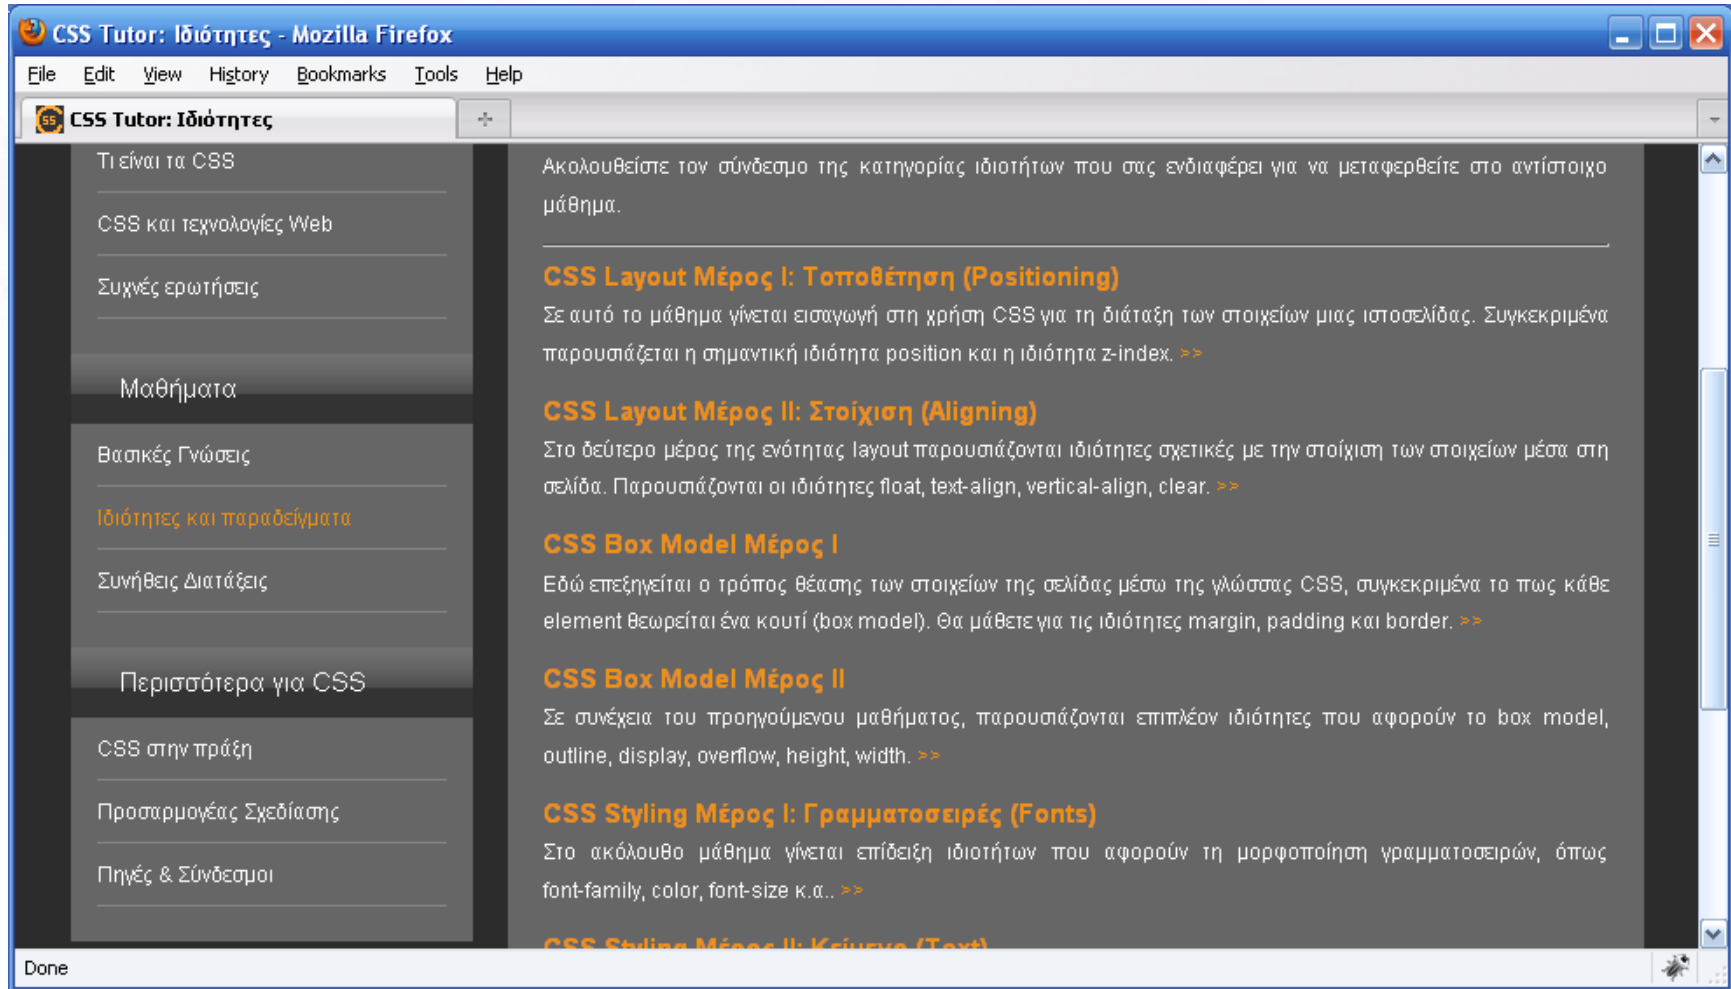 CSS Tutor: Ιδιότητες - Mozilla Firefox
File Edit View History Bookmarks Tools Help
CSS Tutor: Ιδιότητες
Τι είναι τα CSS
CSS και τεχνολογίες Web
Συχνές ερωτήσεις
Μαθήματα
Βασικές Γνώσεις
Ιδιότητες και παραδείγματα
Συνήθεις Διατάξεις
Περισσότερα για CSS
CSS στην πράξη
Προσαρμογέας Σχεδίασης
Πηγές & Σύνδεσμοι
Ακολουθείστε τον σύνδεσμο της κατηγορίας ιδιοτήτων που σας ενδιαφέρει για να μεταφερθείτε στο αντίστοιχο
μάθημα.
CSS Layout Μέρος I: Τοποθέτηση (Positioning)
Σε αυτό το μάθημα γίνεται εισαγωγή στη χρήση CSS για τη διάταξη των στοιχείων μιας ιστοσελίδας. Συγκεκριμένα
παρουσιάζεται η σημαντική ιδιότητα position και η ιδιότητα z-index. >>
CSS Layout Μέρος II: Στοίχιση (Aligning)
Στο δεύτερο μέρος της ενότητας layout παρουσιάζονται ιδιότητες σχετικές με την στοίχιση των στοιχείων μέσα στη
σελίδα. Παρουσιάζονται οι ιδιότητες float, text-align, vertical-align, clear. >>
CSS Box Model Μέρος I
Εδώ επεξηγείται ο τρόπος θέασης των στοιχείων της σελίδας μέσω της γλώσσας CSS, συγκεκριμένα το πως κάθε
element θεωρείται ένα κουτί (box model). Θα μάθετε για τις ιδιότητες margin, padding και border. >>
CSS Box Model Μέρος II
Σε συνέχεια του προηγούμενου μαθήματος, παρουσιάζονται επιπλέον ιδιότητες που αφορούν το box model,
outline, display, overflow, height, width. >>
CSS Styling Μέρος I: Γραμματοσειρές (Fonts)
Στο ακόλουθο μάθημα γίνεται επίδειξη ιδιοτήτων που αφορούν τη μορφοποίηση γραμματοσειρών, όπως
font-family, color, font-size κ.α.. >>
CSS Styling Μέρος II: Κείμενο (Text)
Done